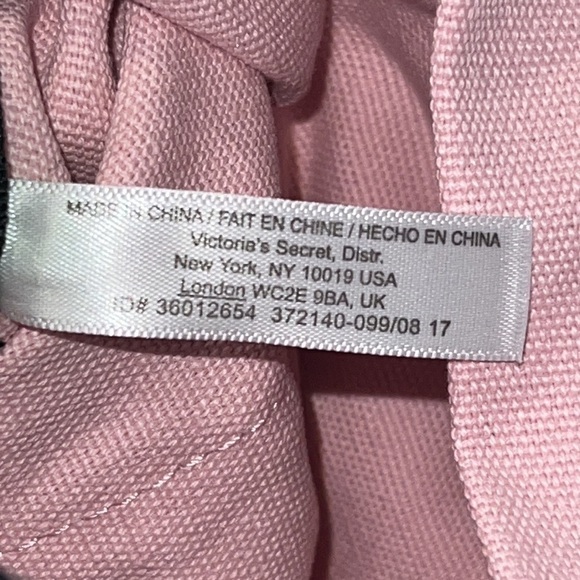 MADE IN CHINA / FAIT EN CHINE / HECHO EN CHINA
Victoria's Secret, Distr.
New York, NY 10019 USA
London WC2E 9BA, UK
ID# 36012654 372140-099/08 17